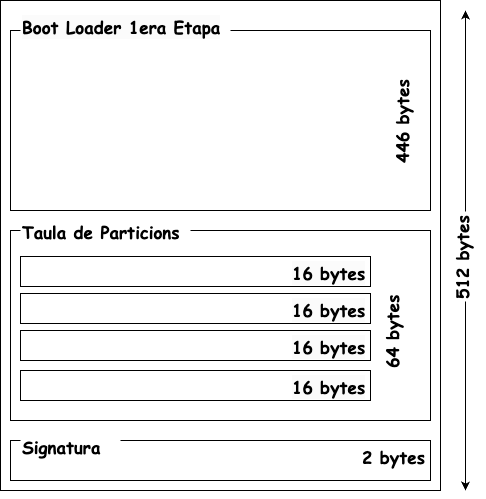 Boot Loader 1era Etapa
446 bytes
512 bytes
Taula de Particions
16 bytes
16 bytes
16 bytes
16 bytes
64 bytes
Signatura
2 bytes